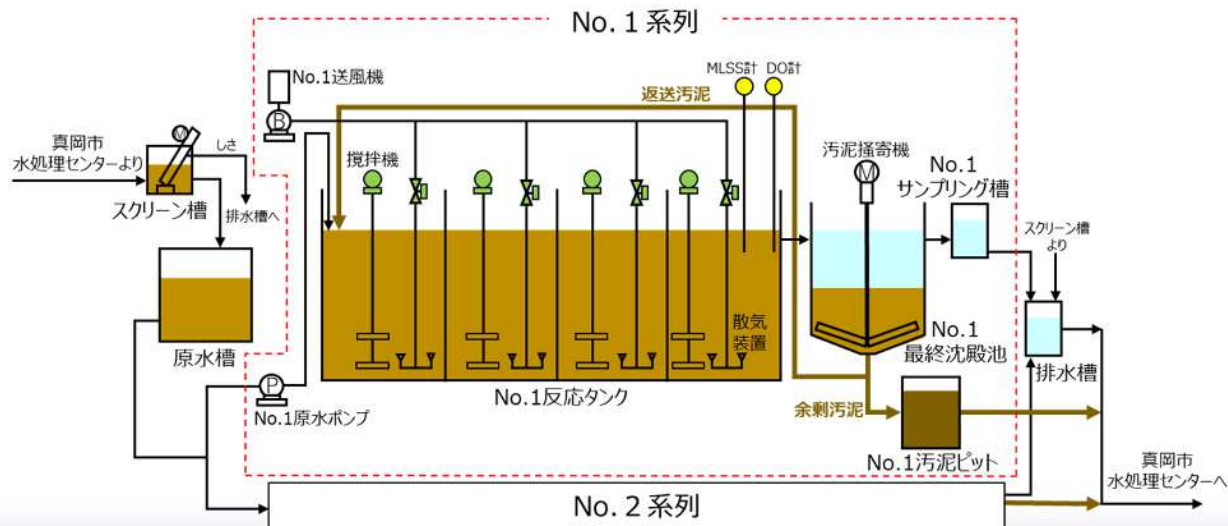 No. 1 系列
No.1送風機
B
返送汚泥
MLSS計
DO計
真岡市
水処理センターより
M
しさ
スクリーン槽
排水槽へ
撹拌機
汚泥掻寄機
M
No.1
サンプリング槽
スクリーン槽
より
原水槽
P
No.1原水ポンプ
散気
装置
No.1反応タンク
No.1
最終沈殿池
排水槽
余剰汚泥
No.1汚泥ピット
真岡市
水処理センターへ
No. 2 系列